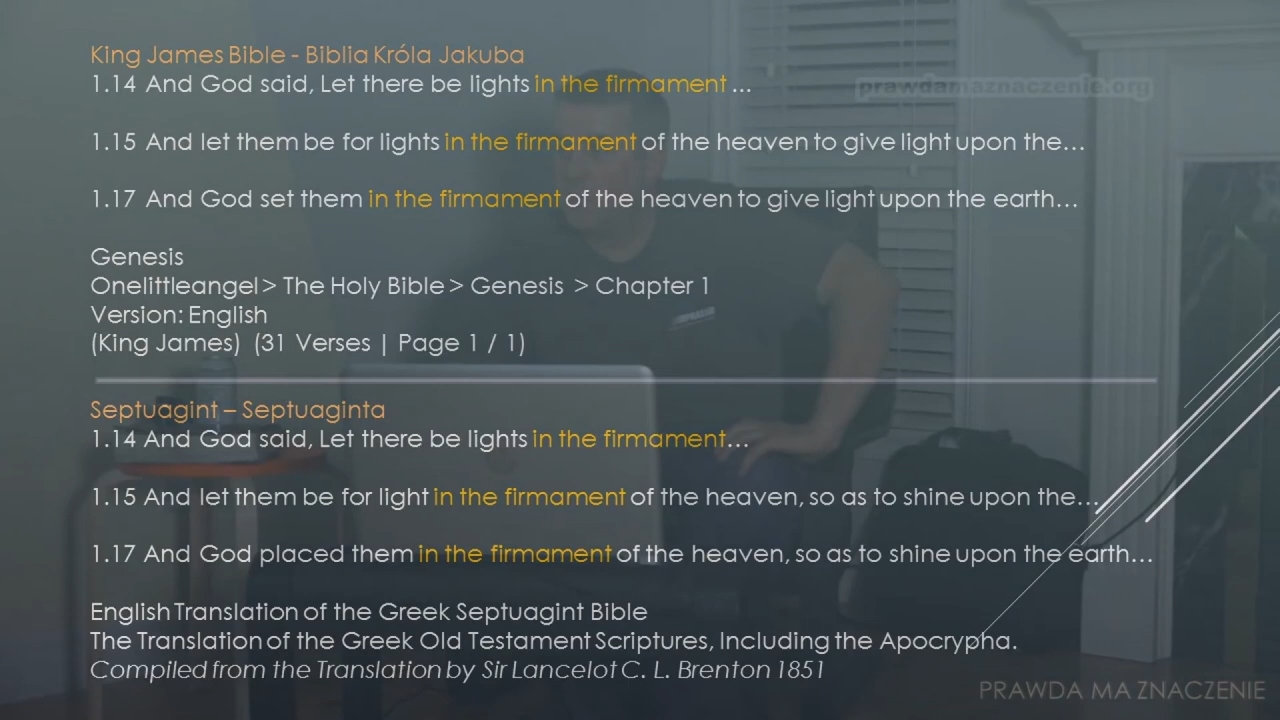 King James Bible - Biblia Króla Jakuba
1.14 And God said, Let there be lights in the firmament ...
prawdamaznaczenie.org
1.15 And let them be for lights in the firmament of the heaven to give light upon the...
1.17 And God set them in the firmament of the heaven to give light upon the earth...
Genesis
Onelittleangel > The Holy Bible > Genesis > Chapter 1
Version: English
(King James) (31 Verses | Page 1 / 1)
Septuagint – Septuaginta
1.14 And God said, Let there be lights in the firmament...
1.15 And let them be for light in the firmament of the heaven, so as to shine upon the...
1.17 And God placed them in the firmament of the heaven, so as to shine upon the earth...
English Translation of the Greek Septuagint Bible
The Translation of the Greek Old Testament Scriptures, Including the Apocrypha.
Compiled from the Translation by Sir Lancelot C. L. Brenton 1851
PRAWDA MA ZNACZENIE